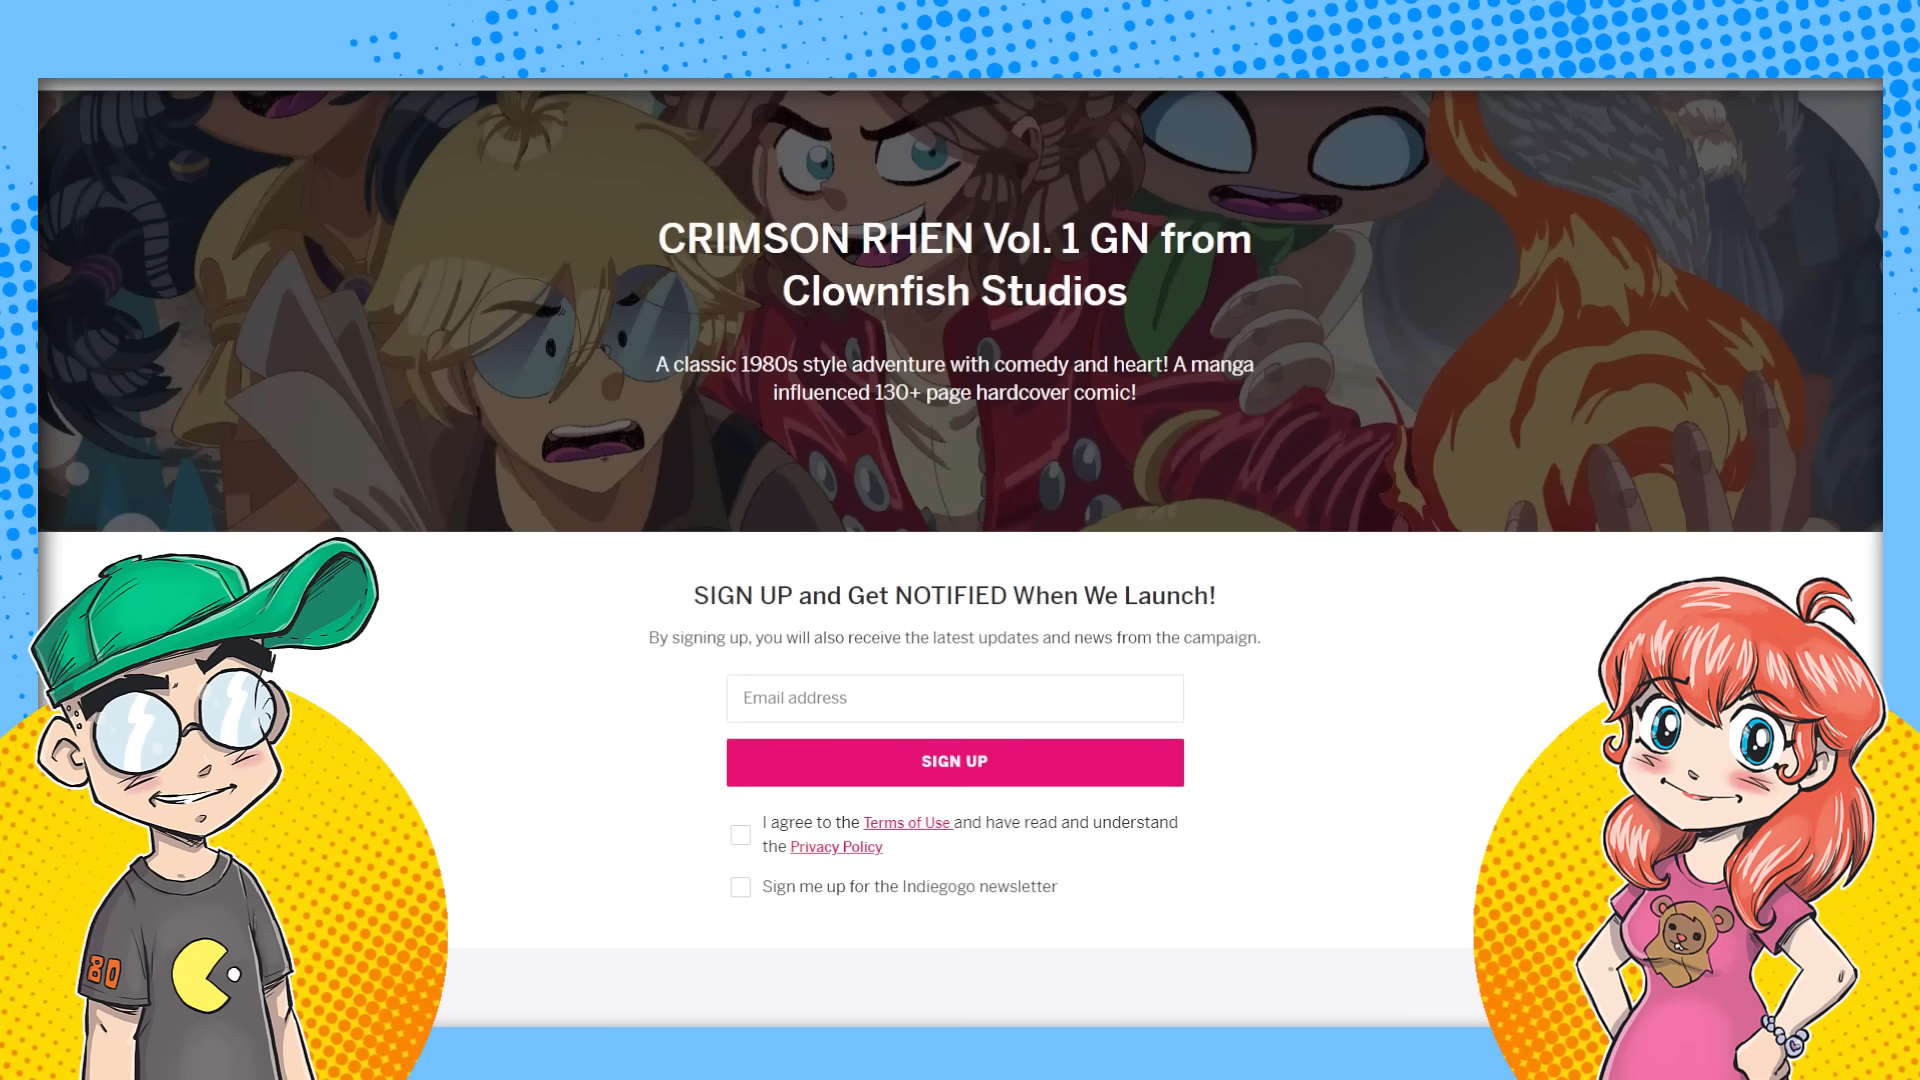 CRIMSON RHEN Vol. 1 GN from
Clownfish Studios
A classic 1980s style adventure with comedy and heart! A manga
influenced 130+ page hardcover comic!
SIGN UP and Get NOTIFIED When We Launch!
By signing up, you will also receive the latest updates and news from the campaign.
Email address
SIGN UP
I agree to the Terms of Use and have read and understand
the Privacy Policy
Sign me up for the Indiegogo newsletter
80